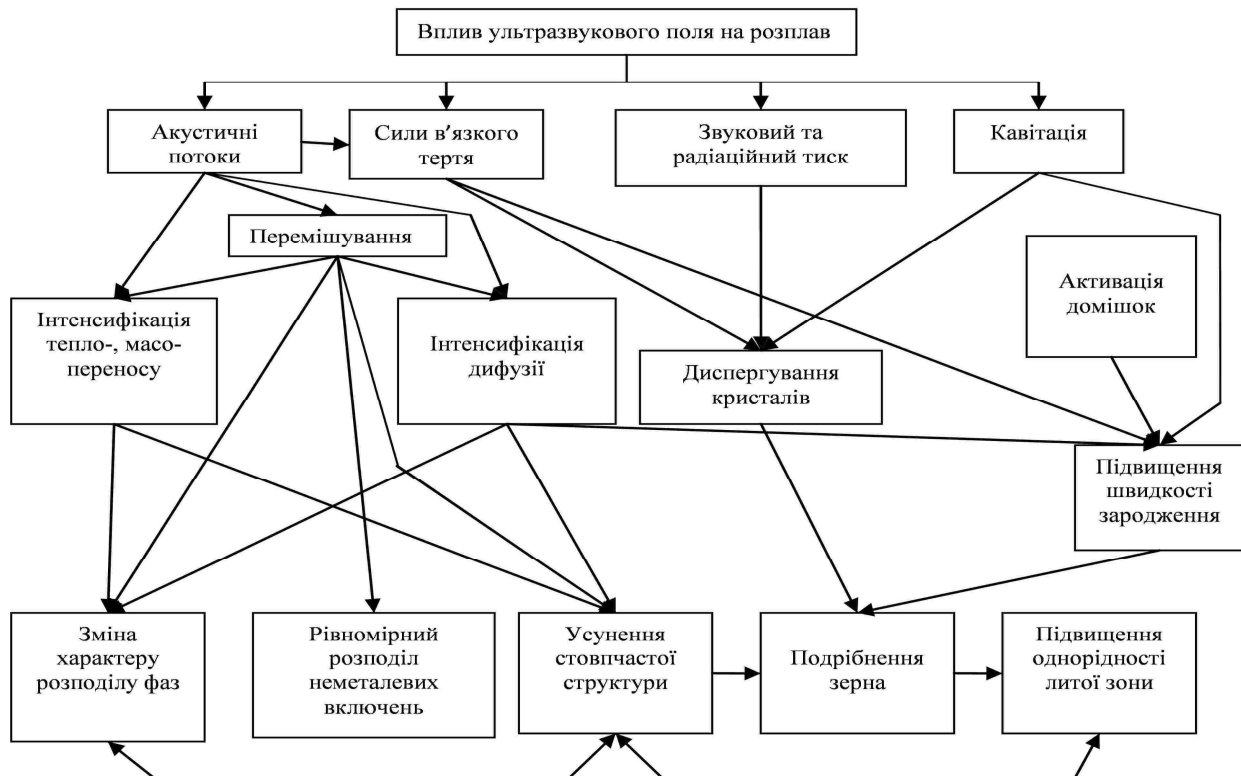 Вплив ультразвукового поля на розплав
Акустичні
потоки
Сили в’язкого
тертя
Звуковий та
радіаційний тиск
Кавітація
Перемішування
Активація
домішок
Інтенсифікація
тепло-, масо-
переносу
Інтенсифікація
дифузії
Диспергування
кристалів
Підвищення
швидкості
зародження
Зміна
характеру
розподілу фаз
Рівномірний
розподіл
неметалевих
включень
Усунення
стовпчастої
структури
Подрібнення
зерна
Підвищення
однорідності
литої зони